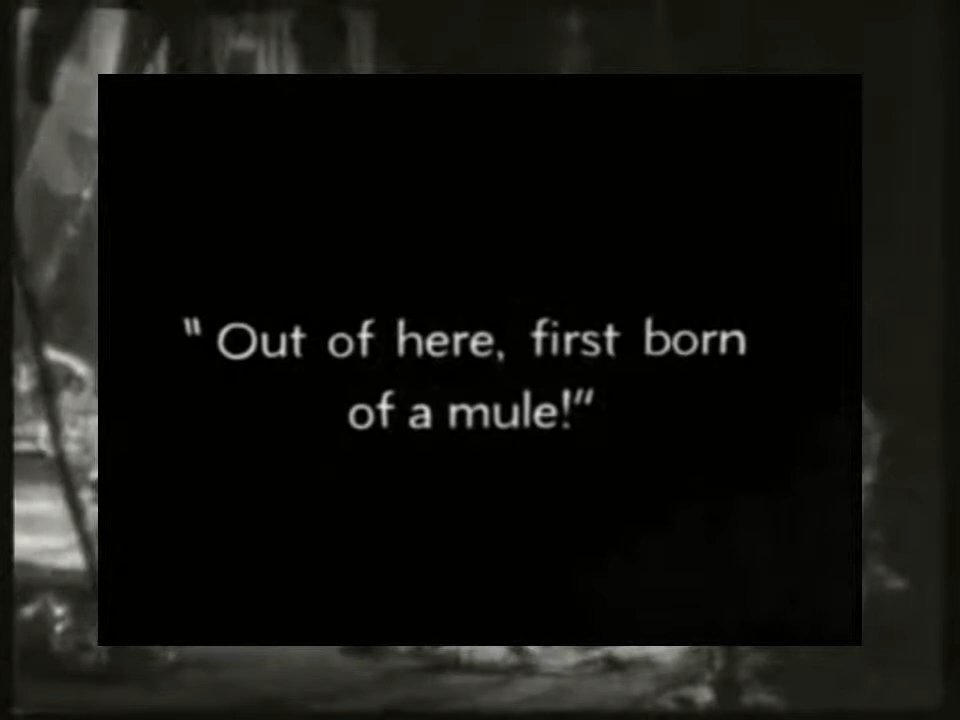 " Out of here, first born
of a mule!"